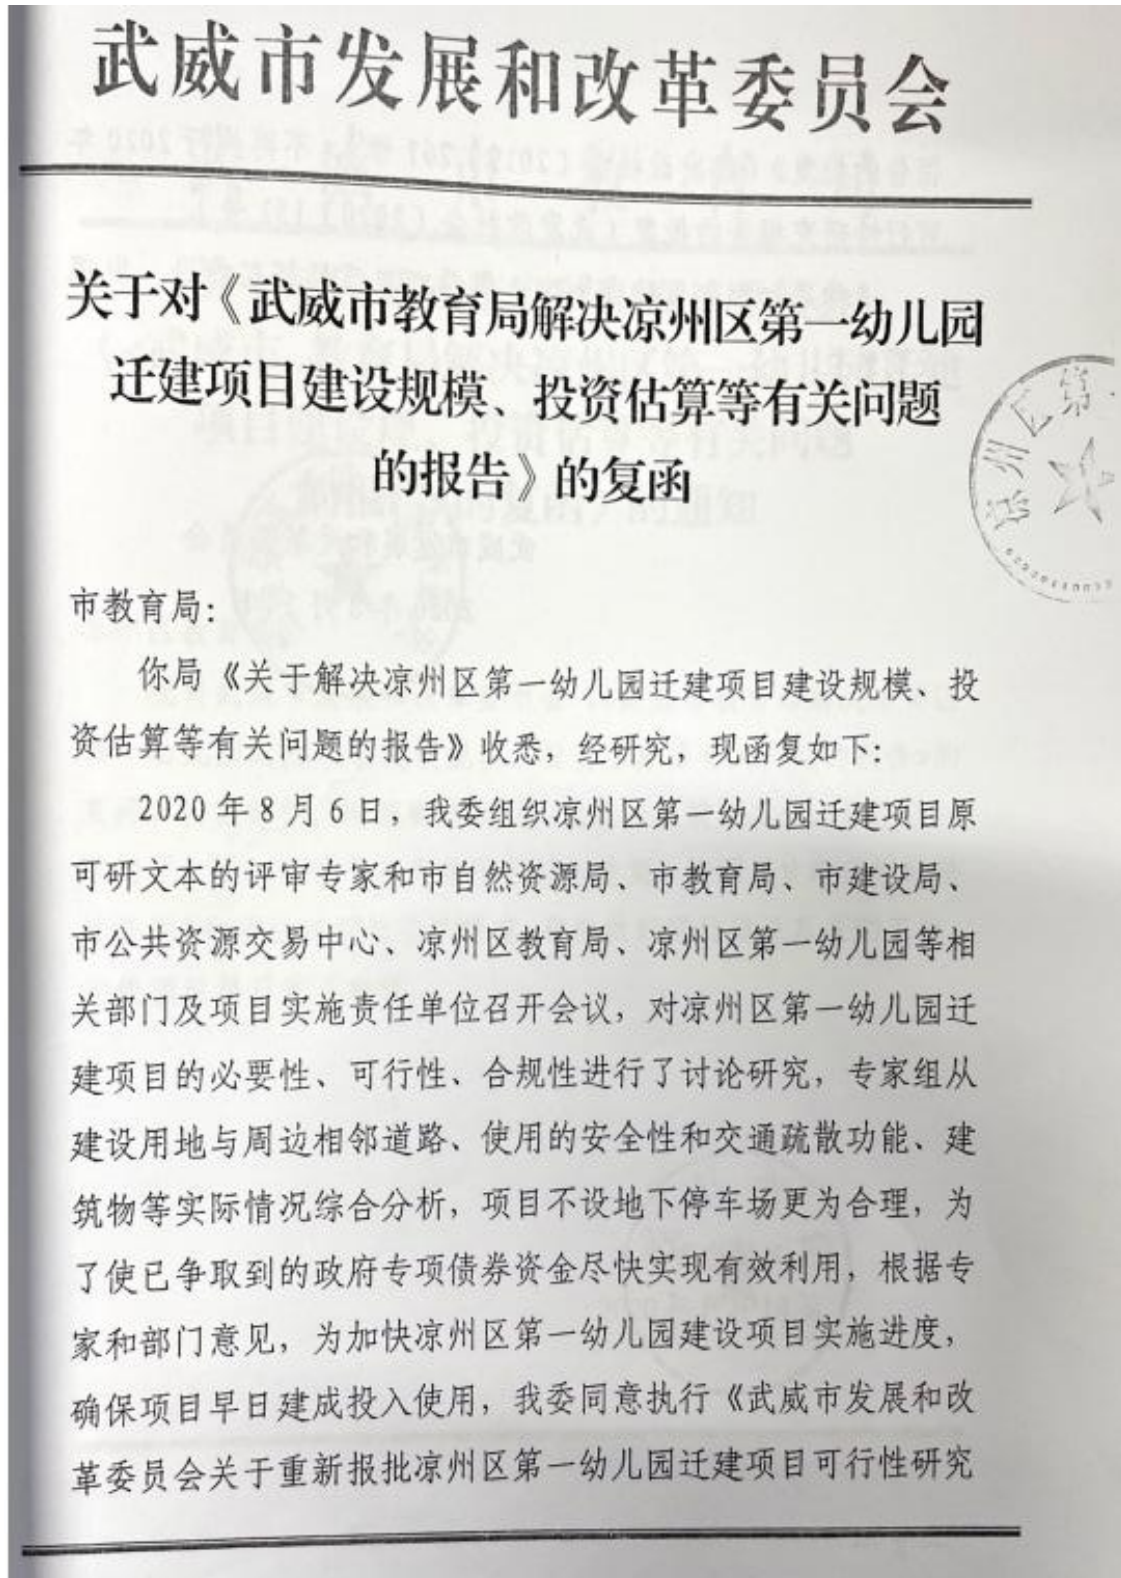 武威市发展和改革委员会
关于对《武威市教育局解决凉州区第一幼儿园
迁建项目建设规模、投资估算等有关问题
的报告》的复函
凉州区第
市教育局：
你局《关于解决凉州区第一幼儿园迁建项目建设规模、投
资估算等有关问题的报告》收悉，经研究，现函复如下：
2020年8月6日，我委组织凉州区第一幼儿园迁建项目原
可研文本的评审专家和市自然资源局、市教育局、市建设局、
市公共资源交易中心、凉州区教育局、凉州区第一幼儿园等相
关部门及项目实施责任单位召开会议，对凉州区第一幼儿园迁
建项目的必要性、可行性、合规性进行了讨论研究，专家组从
建设用地与周边相邻道路、使用的安全性和交通疏散功能、建
筑物等实际情况综合分析，项目不设地下停车场更为合理，为
了使已争取到的政府专项债券资金尽快实现有效利用，根据专
家和部门意见，为加快凉州区第一幼儿园建设项目实施进度，
确保项目早日建成投入使用，我委同意执行《武威市发展和改
革委员会关于重新报批凉州区第一幼儿园迁建项目可行性研究